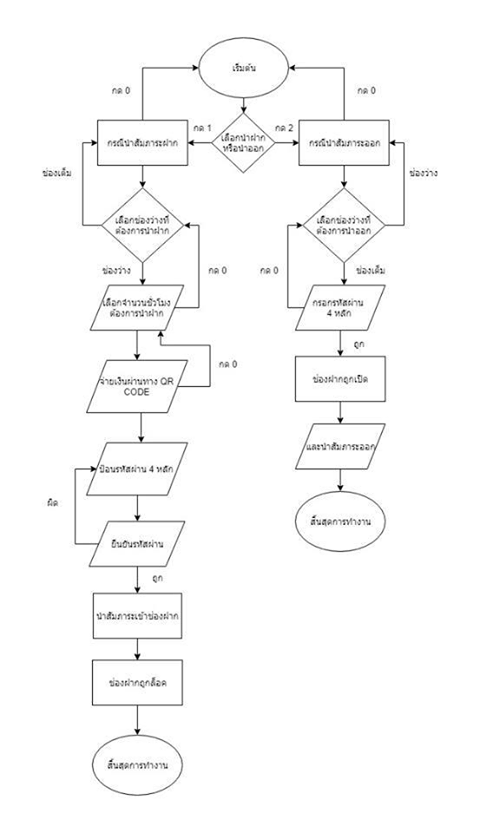 เริ่มต้น
กด 0
กด 0
กด 1
เลือกนำฝาก
หรือนำออก
กด 2
กรณีนำสัมภาระฝาก
กรณีนำสัมภาระออก
ช่องเต็ม
ช่องว่าง
เลือกช่องว่างที่
ต้องการนำฝาก
เลือกช่องว่างที่
ต้องการนำออก
ช่องว่าง
กด 0
กด 0
ช่องเต็ม
เลือกจำนวนชั่วโมง
ต้องการนำฝาก
กรอกรหัสผ่าน
4 หลัก
ถูก
กด 0
จ่ายเงินผ่านทาง QR
CODE
ช่องฝากถูกเปิด
ป้อนรหัสผ่าน 4 หลัก
และนำสัมภาระออก
ผิด
ยืนยันรหัสผ่าน
สิ้นสุดการทำงาน
ถูก
นำสัมภาระเข้าช่องฝาก
ช่องฝากถูกล็อค
สิ้นสุดการทำงาน